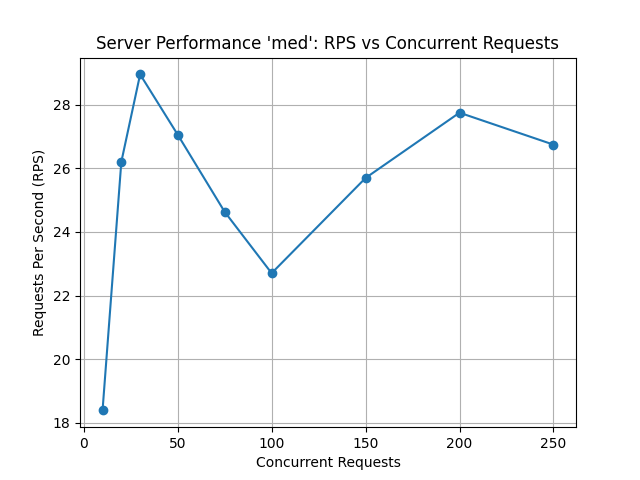 Server Performance 'med': RPS vs Concurrent Requests
Requests Per Second (RPS)
28
26
24
22
20
18
0 50 100 150 200 250
Concurrent Requests